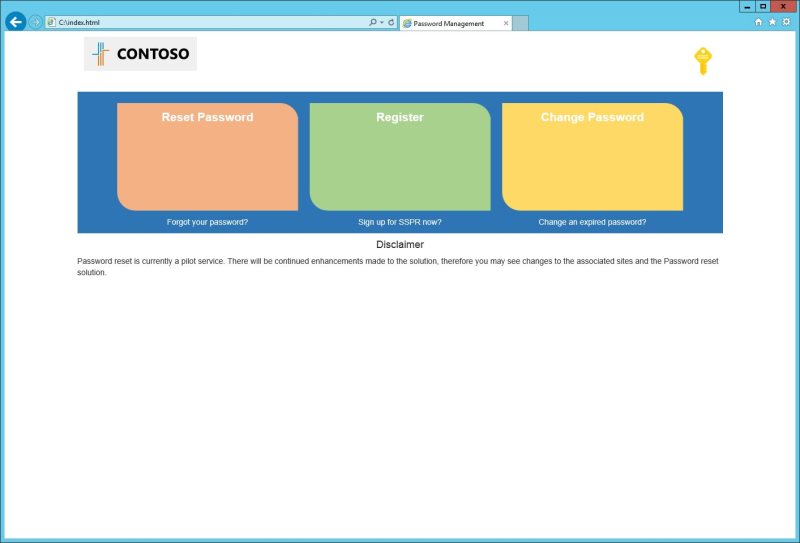 C:\index.html
Password Management
CONTOSO
Reset Password
Register
Change Password
Forgot your password?
Sign up for SSPR now?
Change an expired password?
Disclaimer
Password reset is currently a pilot service. There will be continued enhancements made to the solution, therefore you may see changes to the associated sites and the Password reset
solution.